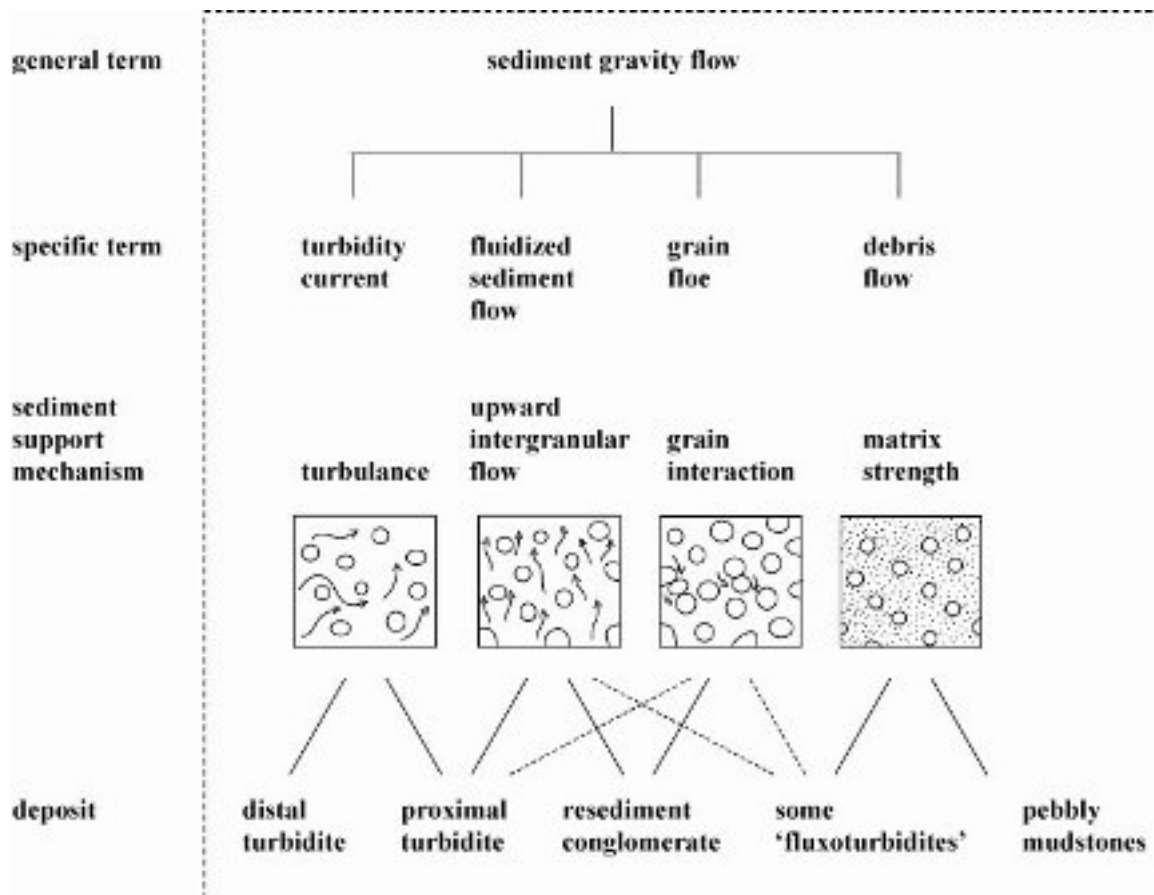 general term
sediment gravity flow
specific term
turbidity
current
fluidized
sediment
flow
grain
floe
debris
flow
sediment
support
mechanism
turbulance
upward
intergranular
flow
grain
interaction
matrix
strength
deposit
distal
turbidite
proximal
turbidite
resediment
conglomerate
some
‘fluxoturbidites’
pebbly
mudstones